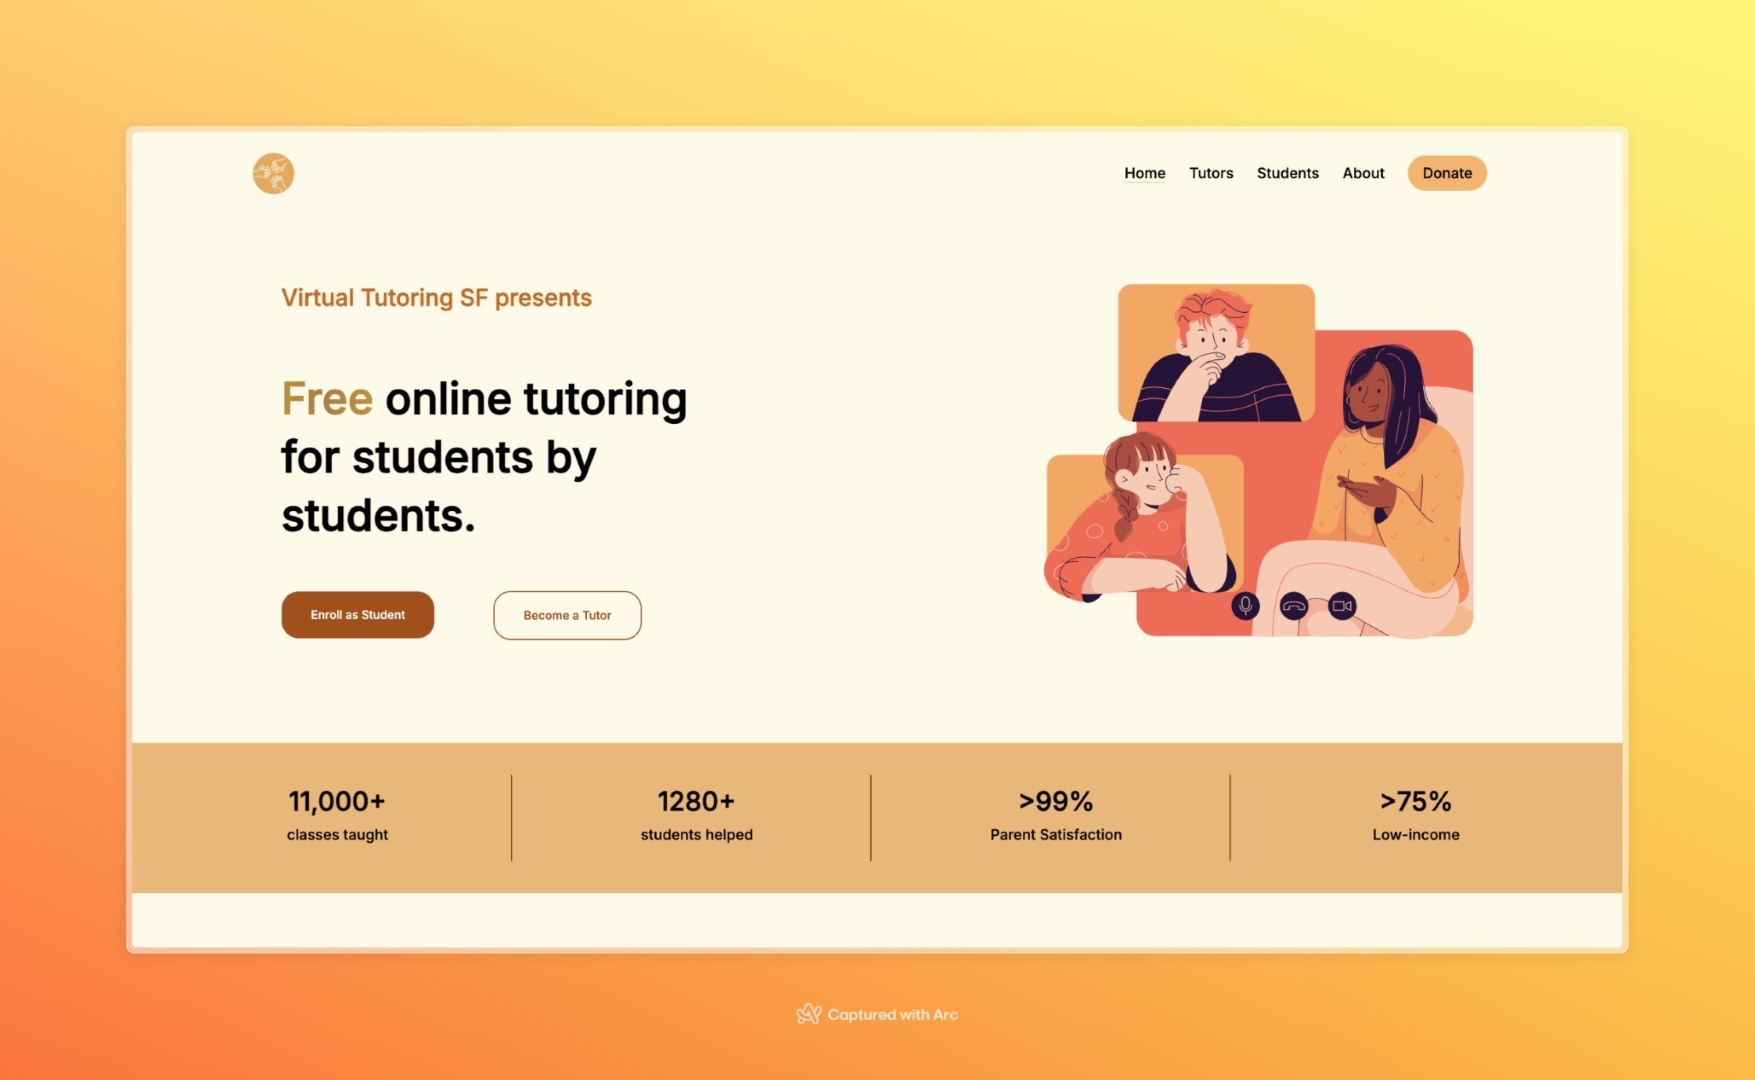 Home Tutors Students About Donate
Virtual Tutoring SF presents
Free online tutoring
for students by
students.
Enroll as Student Become a Tutor
11,000+ 1280+ >99% >75%
classes taught students helped Parent Satisfaction Low-income
Captured with Arc